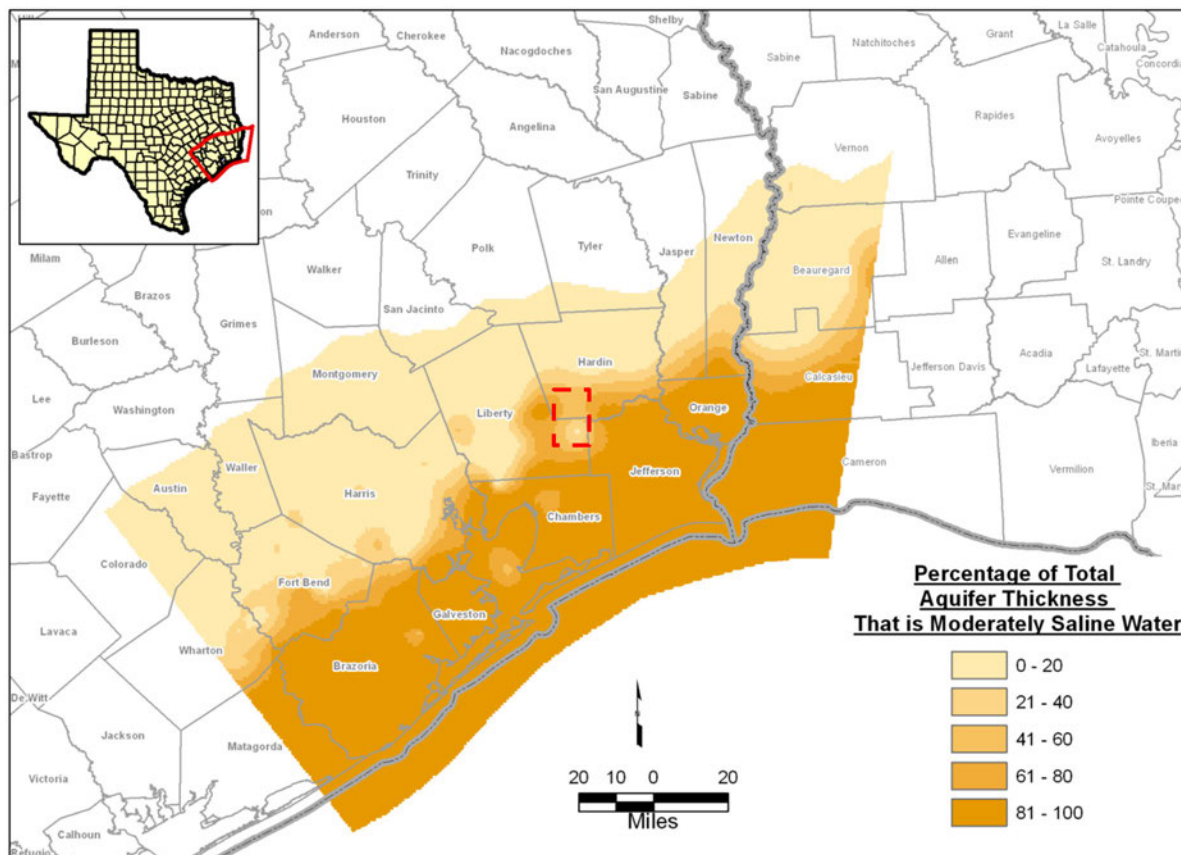 Shelby
Anderson
Cherokee
Nacogdoches
Natchitoches
Grant
La Salle
Catahoula
Concordia
Sabine
San Augustine
Sabine
Rapides
Houston
Angelina
Avoyelles
Vernon
Trinity
Pointe Coupee
Newton
Evangeline
Polk
Tyler
Jasper
Milam
Walker
Beauregard
Allen
St. Landry
Brazos
San Jacinto
Grimes
Burleson
Hardin
Acadia
St. Martin
Jefferson Davis
Lafayette
Montgomery
Calcasieu
Lee
Washington
Liberty
Orange
Iberia
Bastrop
Waller
Cameron
Vermilion
Jefferson
Austin
Harris
St. Mar
Fayette
Chambers
Colorado
Fort Bend
Percentage of Total
Aquifer Thickness
That is Moderately Saline Water
Galveston
Lavaca
Wharton
Brazoria
0 - 20
21 - 40
De Witt
Jackson
41 - 60
Matagorda
61 - 80
Victoria
20 10 0 20
Miles
81 - 100
Calhoun
Refugio